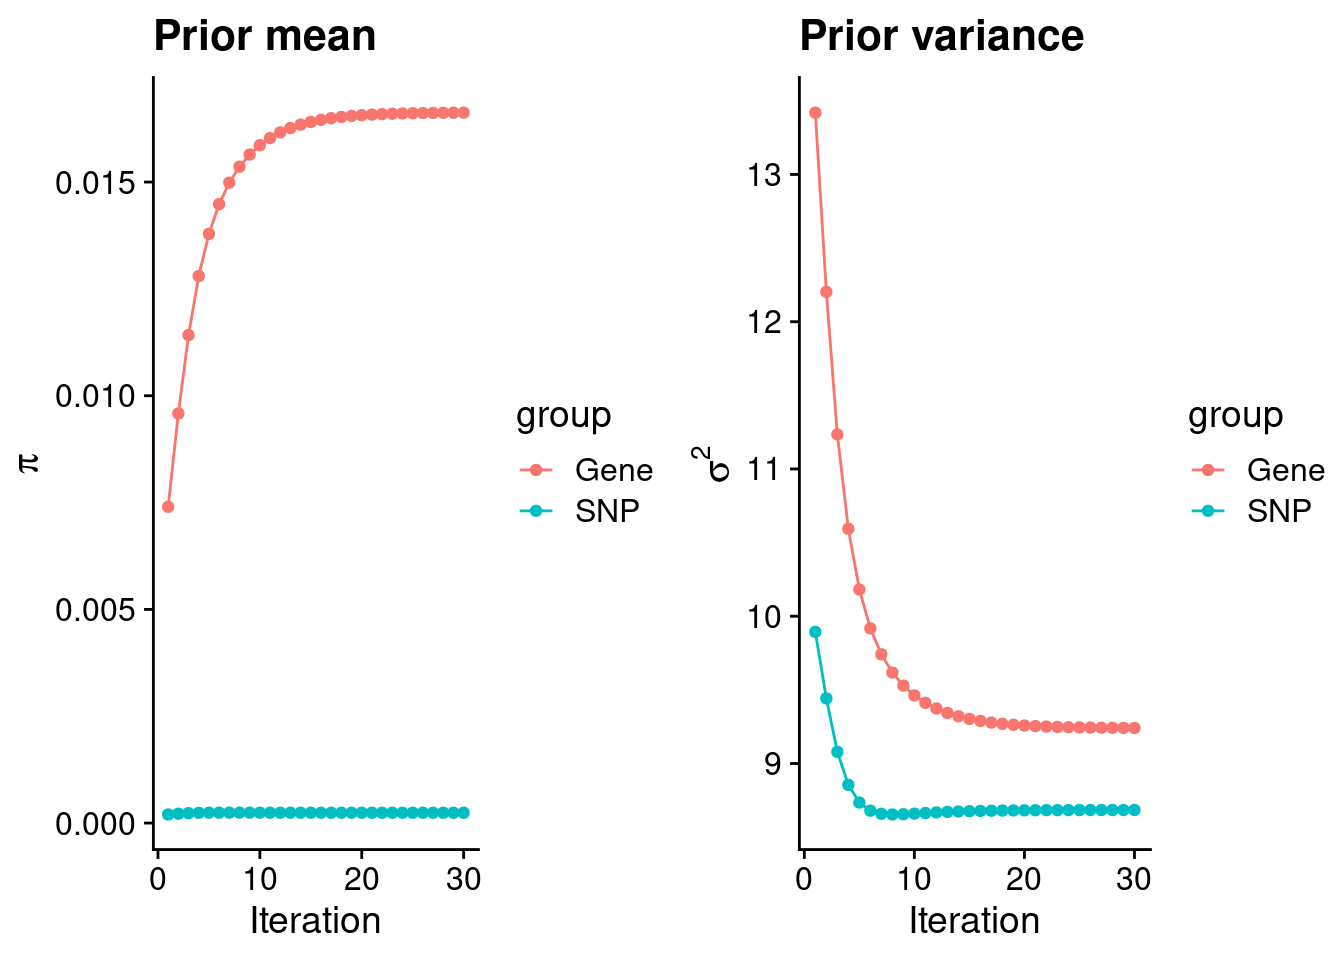 Prior mean
π
0.015
0.010
0.005
0.000
0
10
20
30
Iteration
group
Gene
SNP
Prior variance
σ²
13
12
11
10
9
0
10
20
30
Iteration
group
Gene
SNP